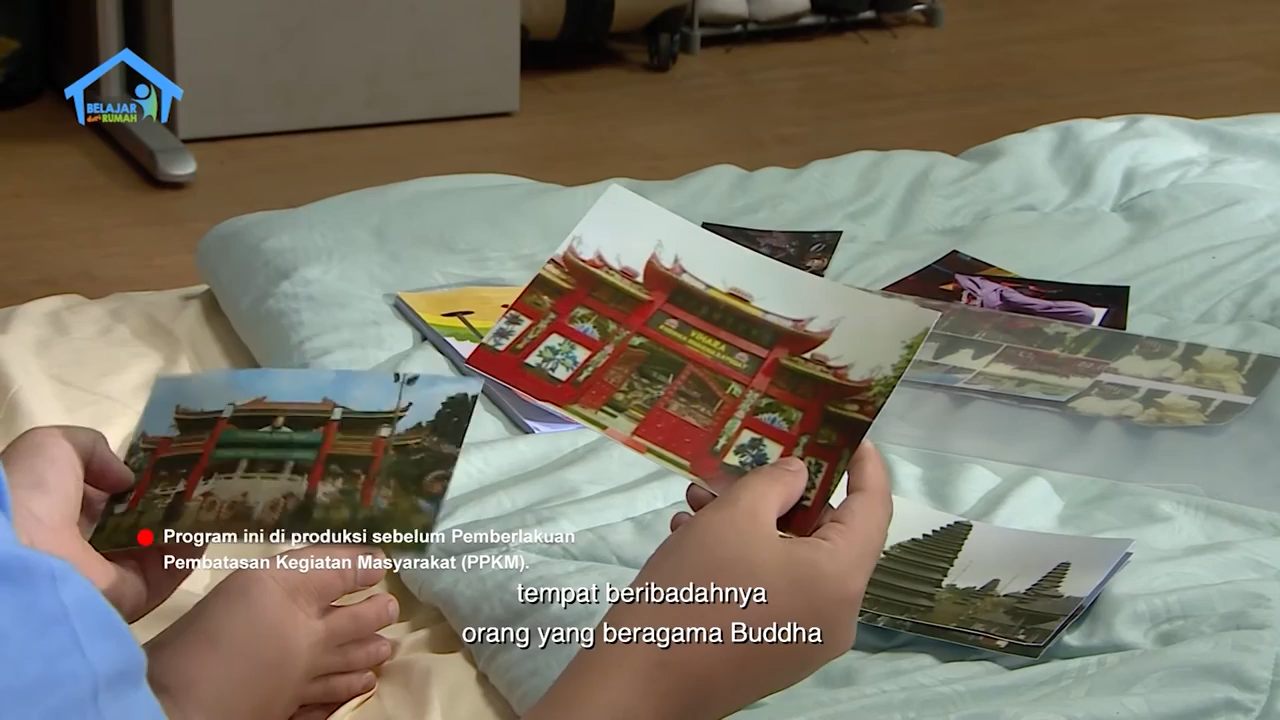 BELAJAR
dari RUMAH
VIHARA
Program ini di produksi sebelum Pemberlakuan
Pembatasan Kegiatan Masyarakat (PPKM).
tempat beribadahnya
orang yang beragama Buddha